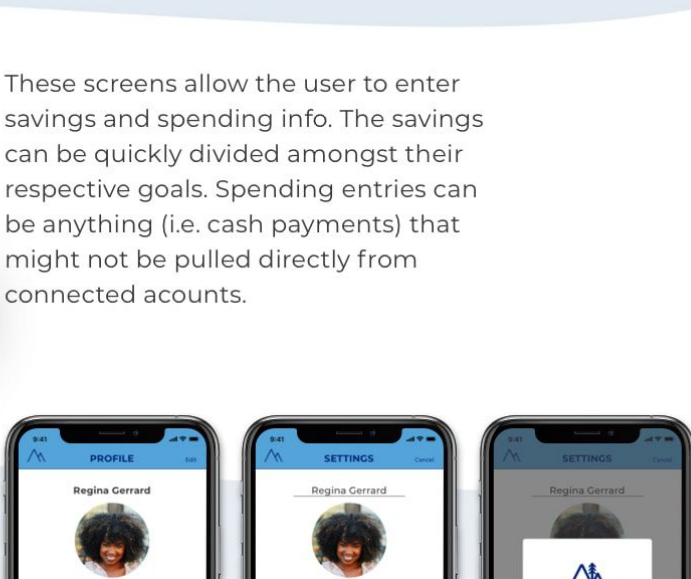 These screens allow the user to enter
savings and spending info. The savings
can be quickly divided amongst their
respective goals. Spending entries can
be anything (i.e. cash payments) that
might not be pulled directly from
connected acounts.
9:41
9:41
9:41
PROFILE
Edit
SETTINGS
Cancel
SETTINGS
Cancel
Regina Gerrard
Regina Gerrard
Regina Gerrard